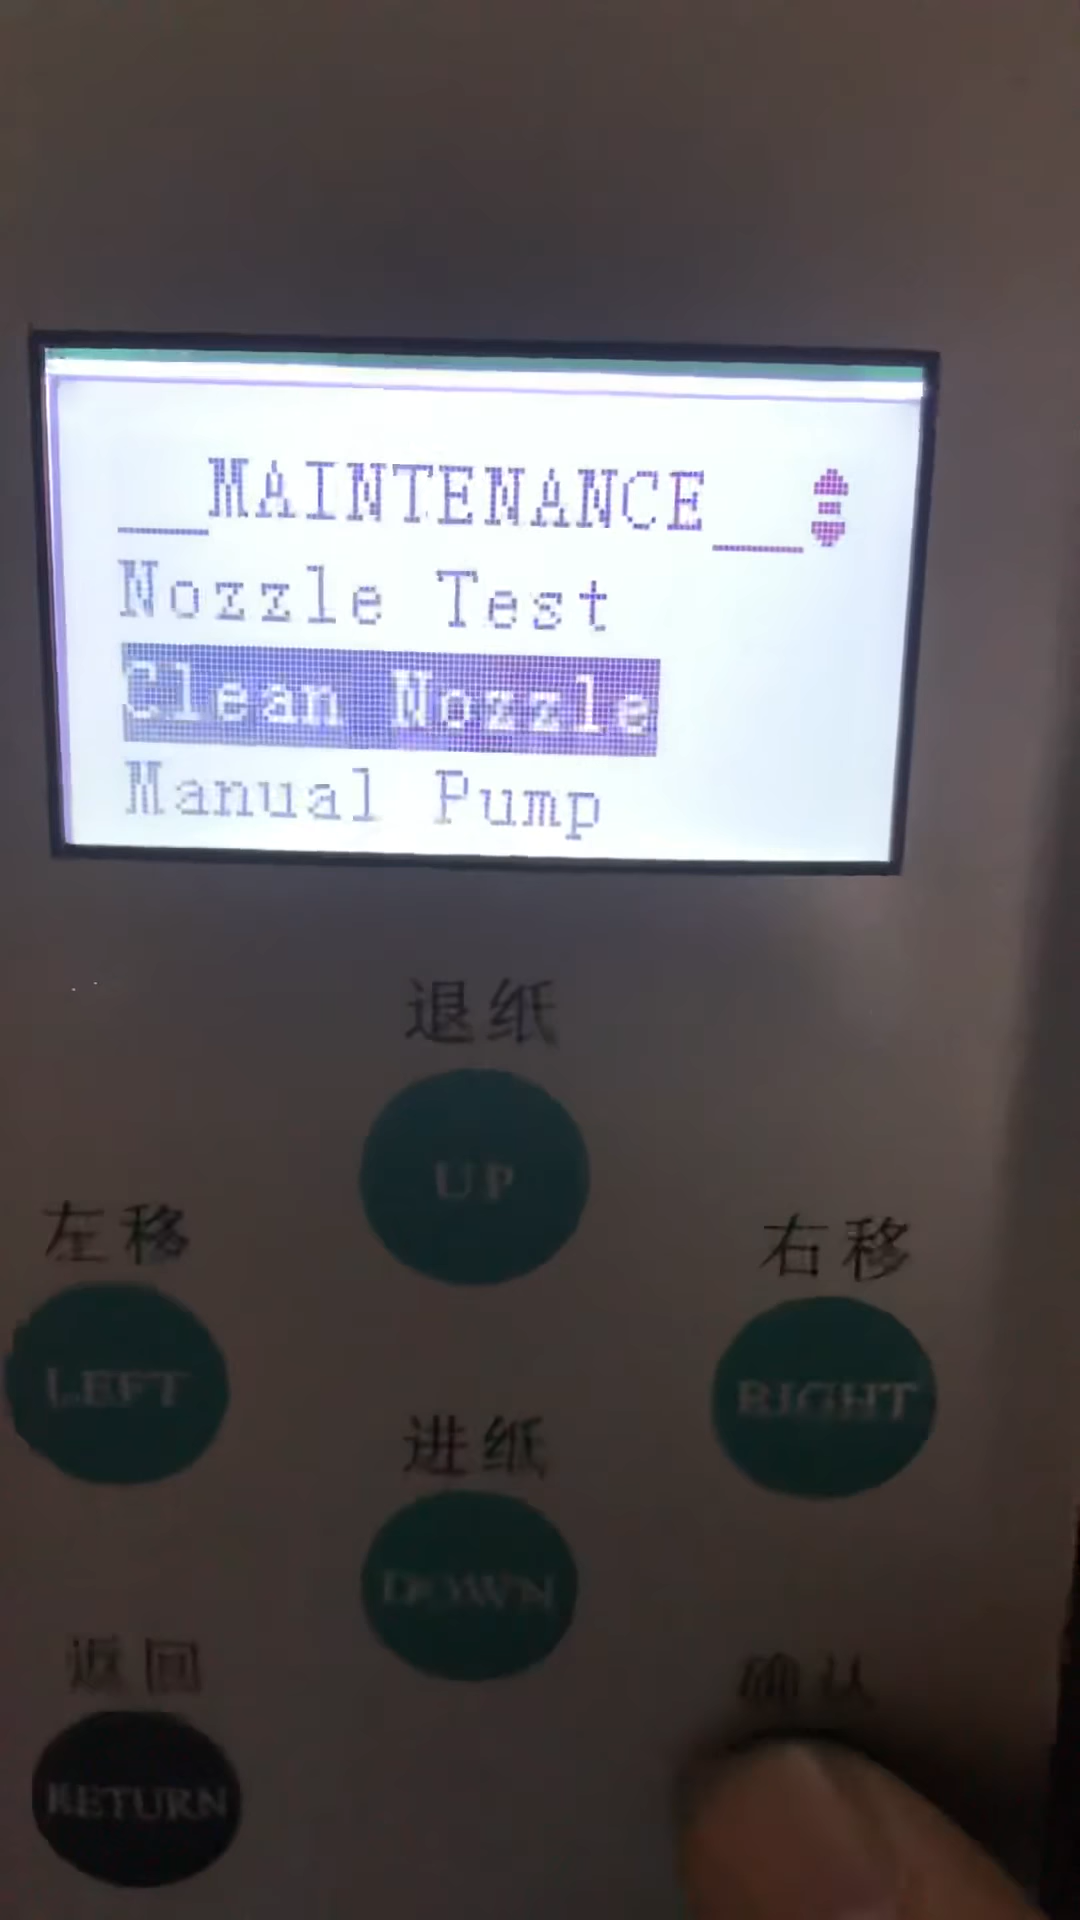 __MAINTENANCE__
Nozzle Test
Clean Nozzle
Manual Pump
退纸
UP
左移
右移
LEFT
RIGHT
进纸
DOWN
返回
确认
RETURN